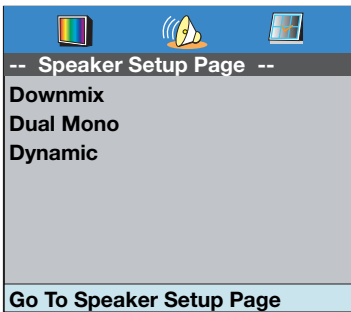 -- Speaker Setup Page --
Downmix
Dual Mono
Dynamic
Go To Speaker Setup Page